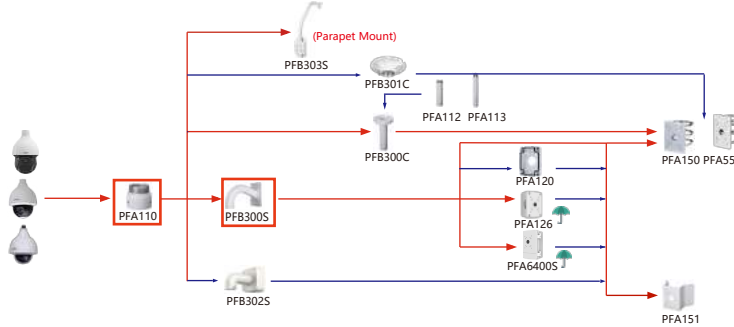 (Parapet Mount)
PFB303S
PFB301C
PFA112
PFA113
PFB300C
PFA150
PFA55
PFA120
PFA110
PFB300S
PFA126
PFA6400S
PFB302S
PFA151